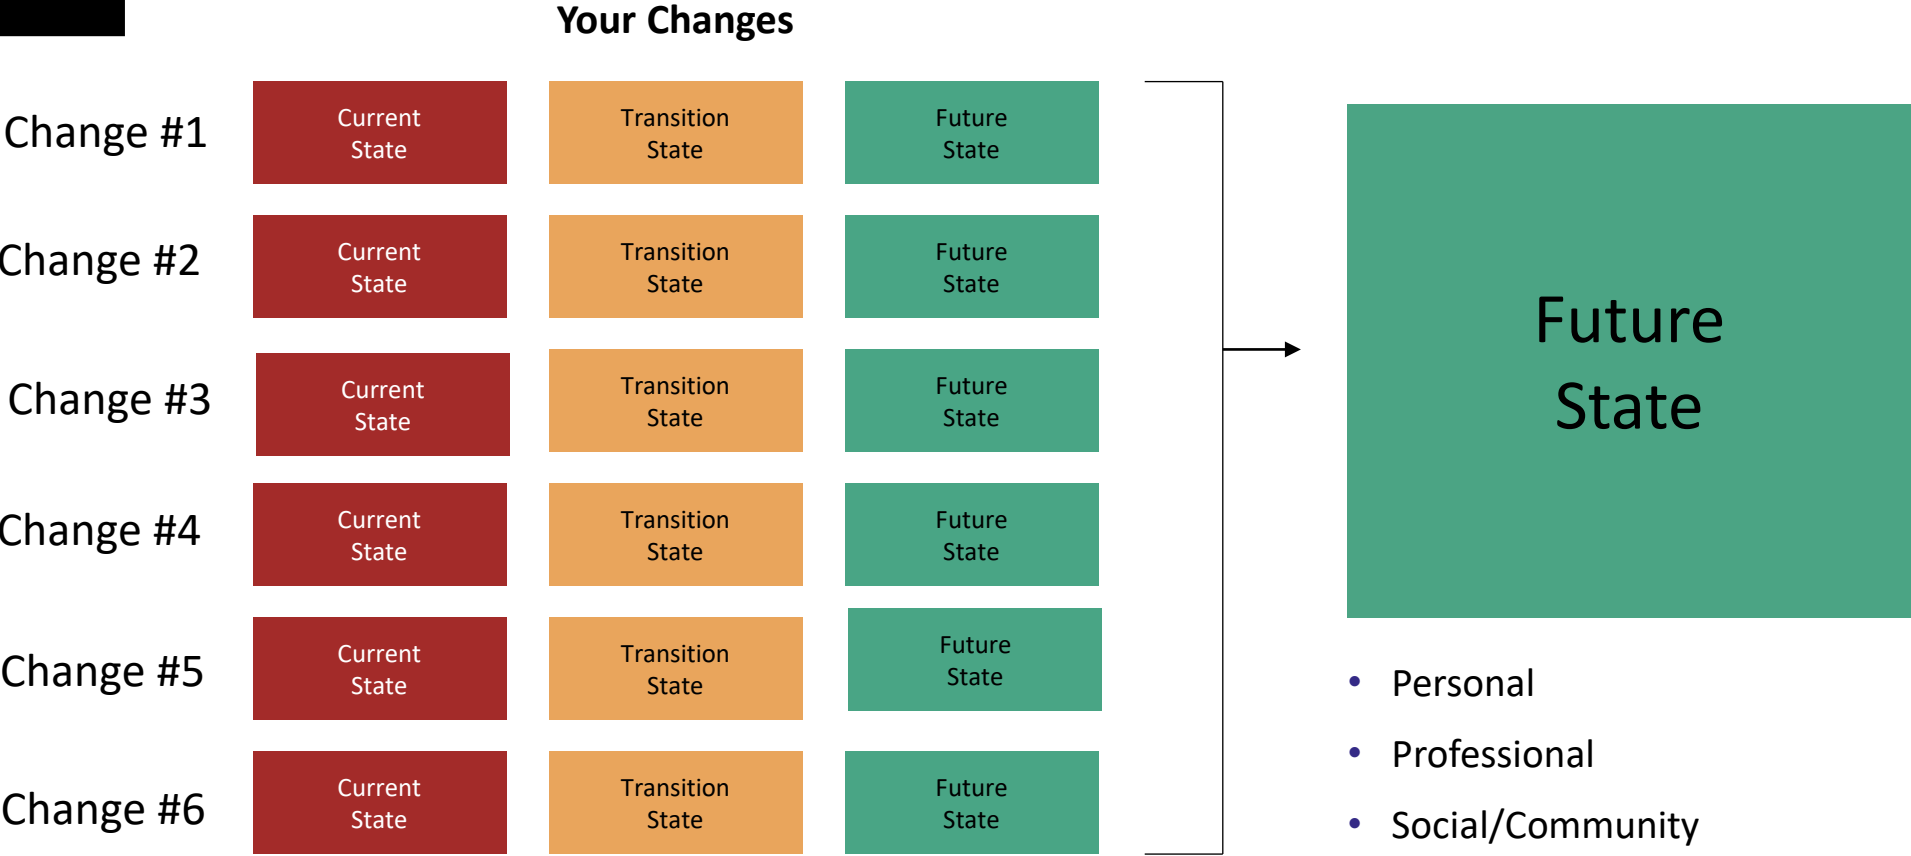 Your Changes
Change #1
Current
State
Transition
State
Future
State
Change #2
Current
State
Transition
State
Future
State
Change #3
Current
State
Transition
State
Future
State
Change #4
Current
State
Transition
State
Future
State
Change #5
Current
State
Transition
State
Future
State
Change #6
Current
State
Transition
State
Future
State
Future
State
• Personal
• Professional
• Social/Community